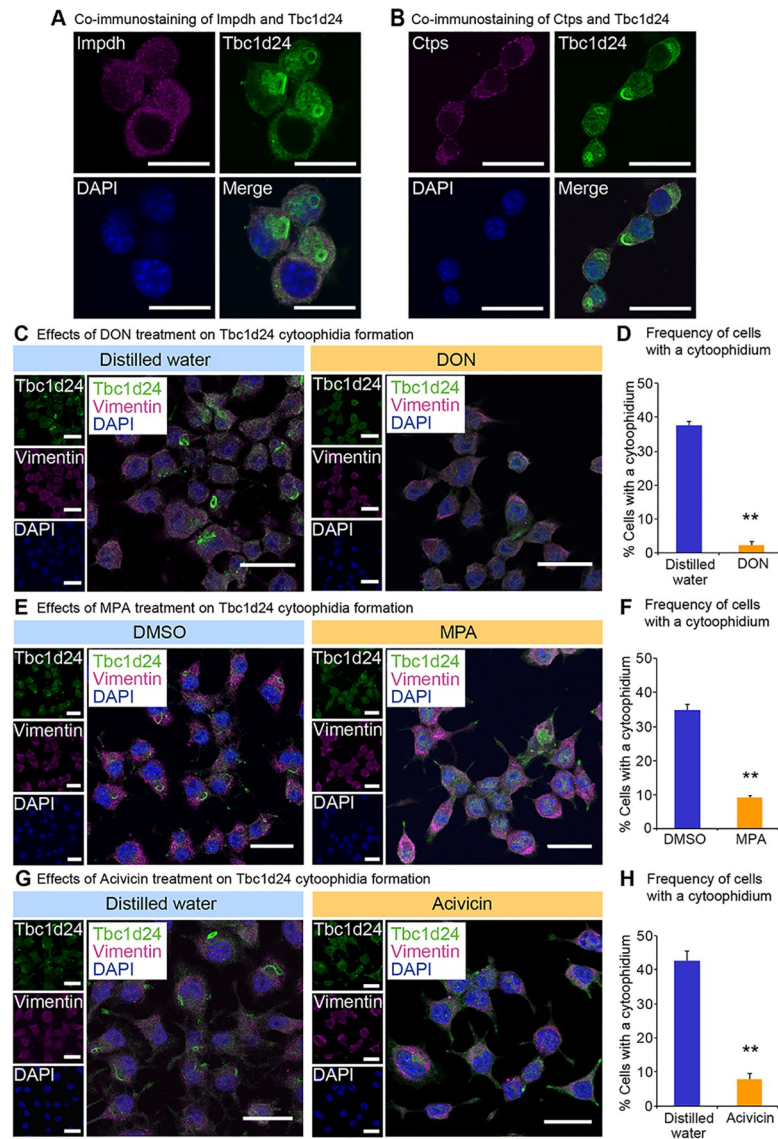 A Co-immunostaining of Impdh and Tbc1d24
Impdh
Tbc1d24
DAPI
Merge
B Co-immunostaining of Ctps and Tbc1d24
Ctps
Tbc1d24
DAPI
Merge
C Effects of DON treatment on Tbc1d24 cytoophidia formation
Distilled water
Tbc1d24
Vimentin
DAPI
Tbc1d24
Vimentin
DAPI
DON
Tbc1d24
Vimentin
DAPI
Tbc1d24
Vimentin
DAPI
D Frequency of cells
with a cytoophidium
% Cells with a cytoophidium
50
40
30
20
10
0
**
Distilled
water
DON
E Effects of MPA treatment on Tbc1d24 cytoophidia formation
DMSO
Tbc1d24
Vimentin
DAPI
Tbc1d24
Vimentin
DAPI
MPA
Tbc1d24
Vimentin
DAPI
Tbc1d24
Vimentin
DAPI
F Frequency of cells
with a cytoophidium
% Cells with a cytoophidium
50
40
30
20
10
0
**
DMSO
MPA
G Effects of Acivicin treatment on Tbc1d24 cytoophidia formation
Distilled water
Tbc1d24
Vimentin
DAPI
Tbc1d24
Vimentin
DAPI
Acivicin
Tbc1d24
Vimentin
DAPI
Tbc1d24
Vimentin
DAPI
H Frequency of cells
with a cytoophidium
% Cells with a cytoophidium
50
40
30
20
10
0
**
Distilled
water
Acivicin